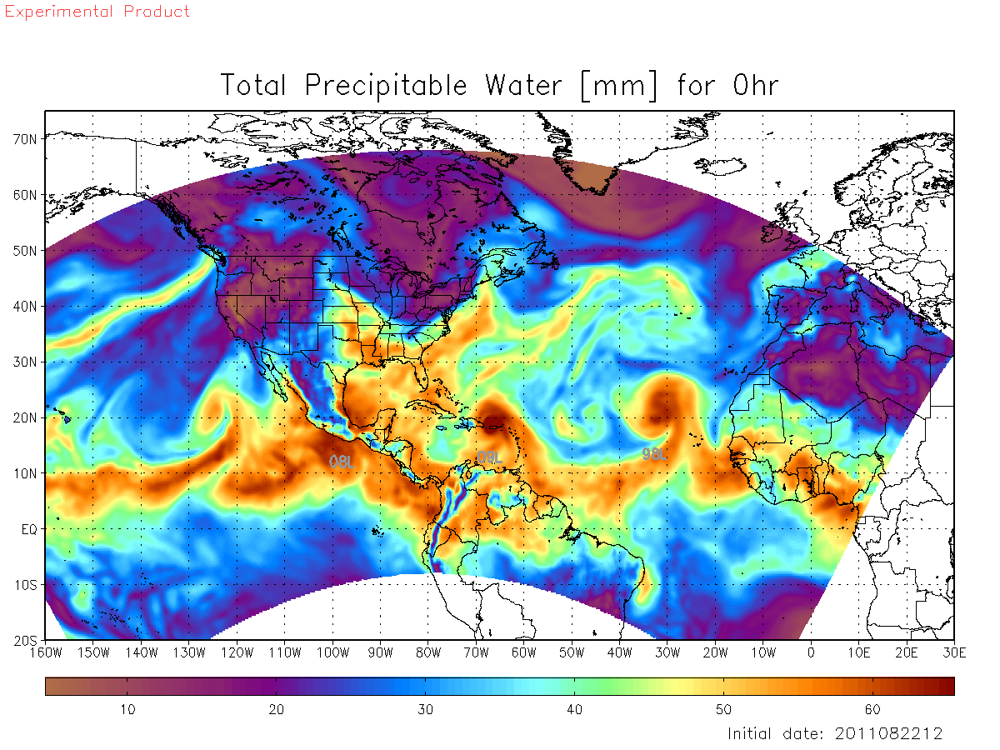 Experimental Product
Total Precipitable Water [mm] for 0hr
70N
60N
50N
40N
30N
20N
10N
EQ
10S
20S
08L
09L
98L
160W 150W 140W 130W 120W 110W 100W 90W 80W 70W 60W 50W 40W 30W 20W 10W 0 10E 20E 30E
10 20 30 40 50 60
Initial date: 2011082212